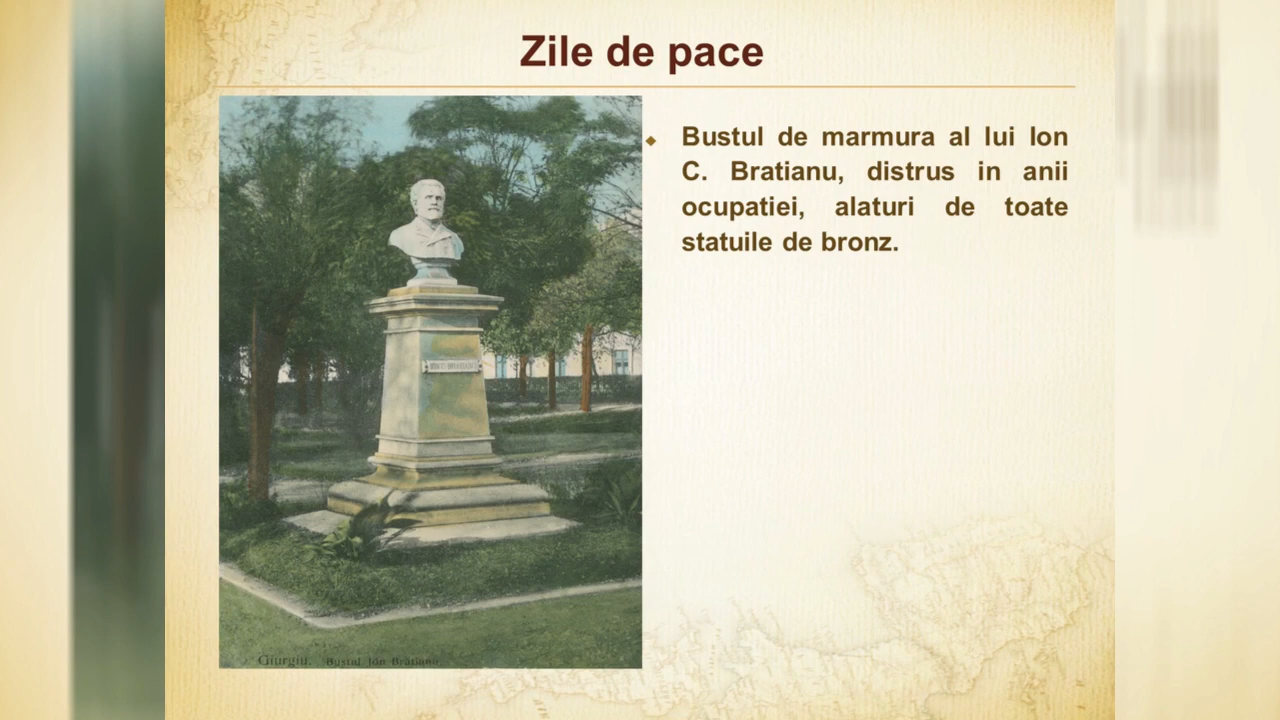 Zile de pace
Bustul de marmura al lui Ion
C. Bratianu, distrus in anii
ocupatiei, alaturi de toate
statuile de bronz.
Giurgiu. Bustul Ion Brătianu